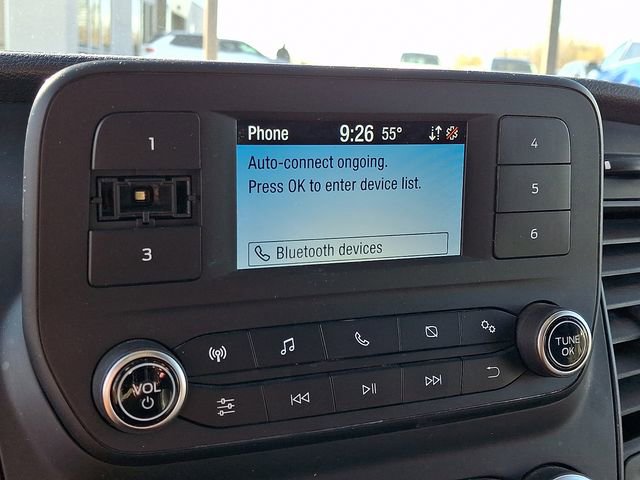 Phone 9:26 55°
Auto-connect ongoing.
Press OK to enter device list.
Bluetooth devices
1
3
4
5
6
VOL
TUNE
OK